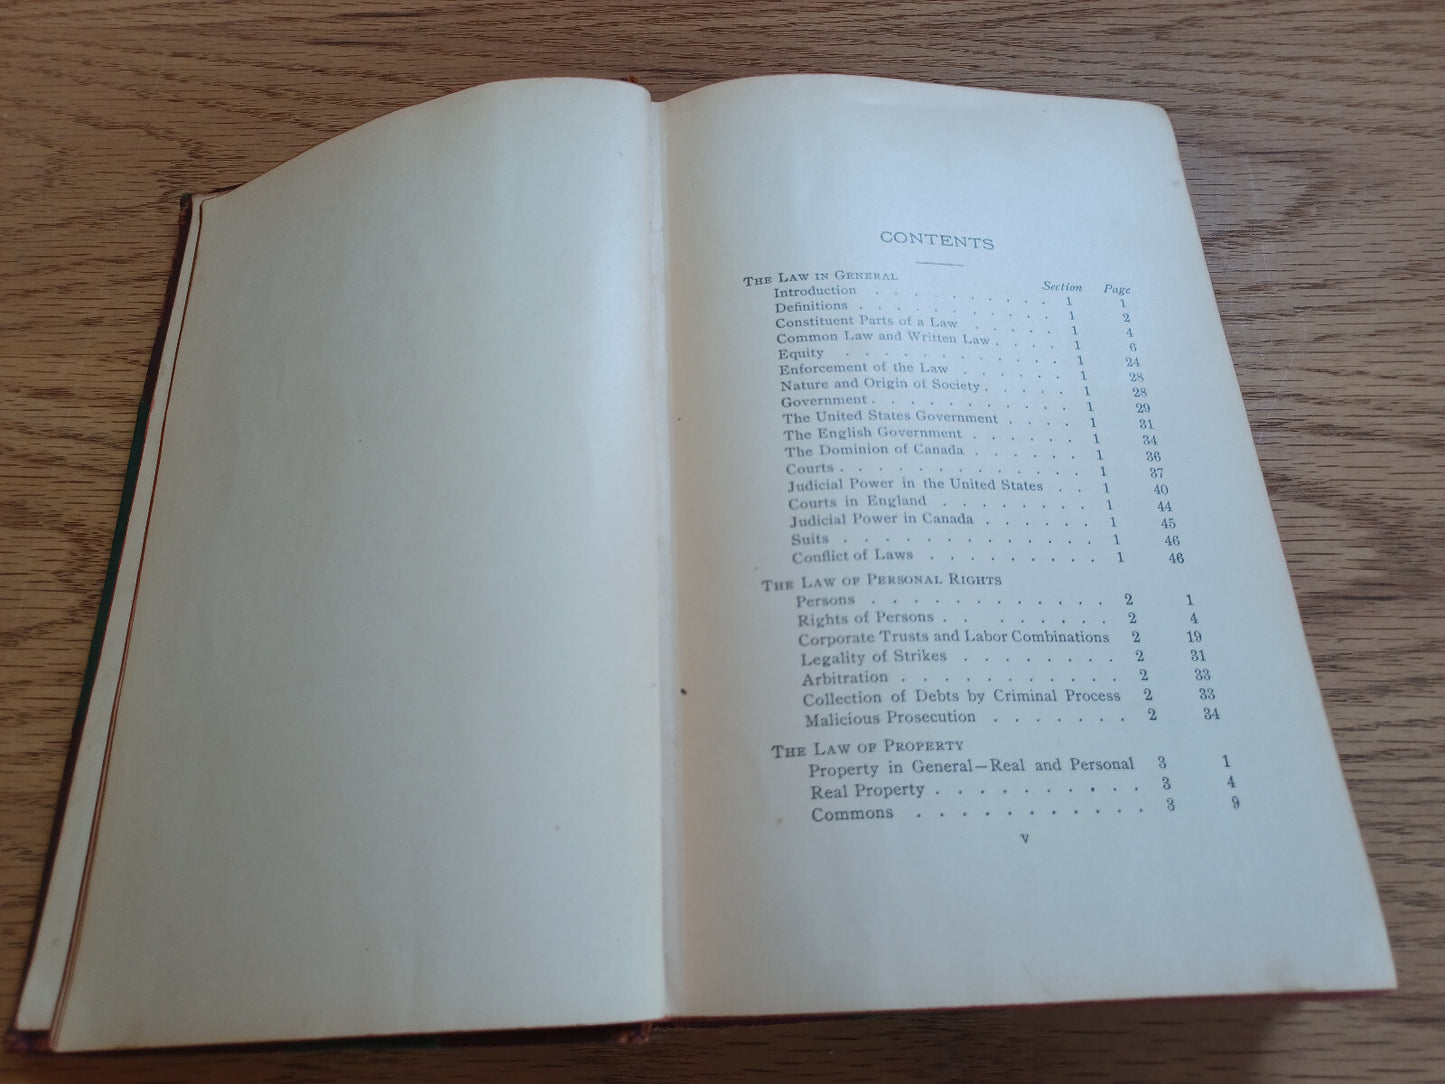 CONTENTS
THE LAW IN GENERAL
Section Page
Introduction . . . . . . . . . . 1 1
Definitions . . . . . . . . . . . 1 2
Constituent Parts of a Law . . . . . 1 4
Common Law and Written Law . . . . 1 6
Equity . . . . . . . . . . . . 1 24
Enforcement of the Law . . . . . . 1 28
Nature and Origin of Society . . . . . 1 28
Government . . . . . . . . . . . 1 29
The United States Government . . . . 1 31
The English Government . . . . . . 1 34
The Dominion of Canada . . . . . . 1 36
Courts . . . . . . . . . . . . . 1 37
Judicial Power in the United States . . 1 40
Courts in England . . . . . . . . 1 44
Judicial Power in Canada . . . . . . 1 45
Suits . . . . . . . . . . . . . 1 46
Conflict of Laws . . . . . . . . 1 46
THE LAW OF PERSONAL RIGHTS
Persons . . . . . . . . . . . . 2 1
Rights of Persons . . . . . . . . 2 4
Corporate Trusts and Labor Combinations 2 19
Legality of Strikes . . . . . . . . 2 31
Arbitration . . . . . . . . . . . 2 33
Collection of Debts by Criminal Process 2 33
Malicious Prosecution . . . . . . . 2 34
THE LAW OF PROPERTY
Property in General—Real and Personal 3 1
Real Property . . . . . . . . . . 3 4
Commons . . . . . . . . . . . 3 9
v